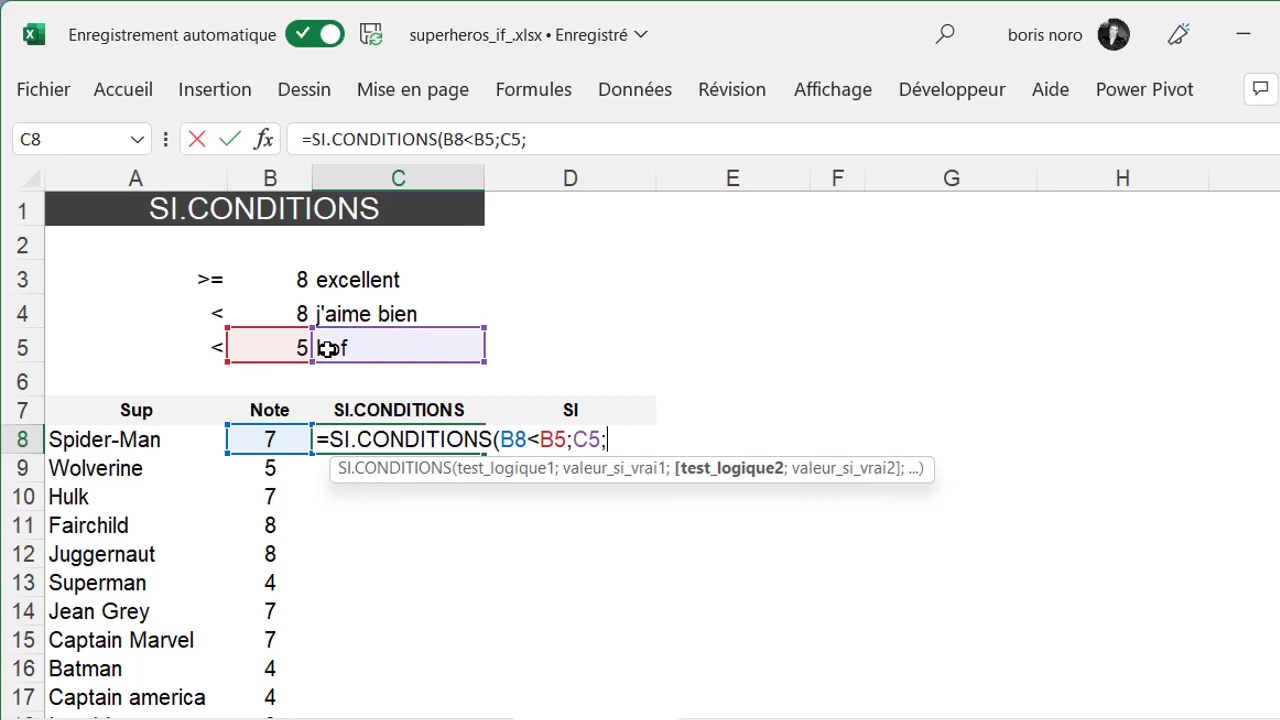 Enregistrement automatique superheros_if_.xlsx • Enregistré boris noro
Fichier Accueil Insertion Dessin Mise en page Formules Données Révision Affichage Développeur Aide Power Pivot
C8 fx =SI.CONDITIONS(B8<B5;C5;
A B C D E F G H
1 SI.CONDITIONS
2
3 >= 8 excellent
4 < 8 j'aime bien
5 < 5
6
7 Sup Note SI.CONDITIONS SI
8 Spider-Man 7 =SI.CONDITIONS(B8<B5;C5;
SI.CONDITIONS(test_logique1; valeur_si_vrai1; [test_logique2; valeur_si_vrai2]; ...)
9 Wolverine 5
10 Hulk 7
11 Fairchild 8
12 Juggernaut 8
13 Superman 4
14 Jean Grey 7
15 Captain Marvel 7
16 Batman 4
17 Captain america 4